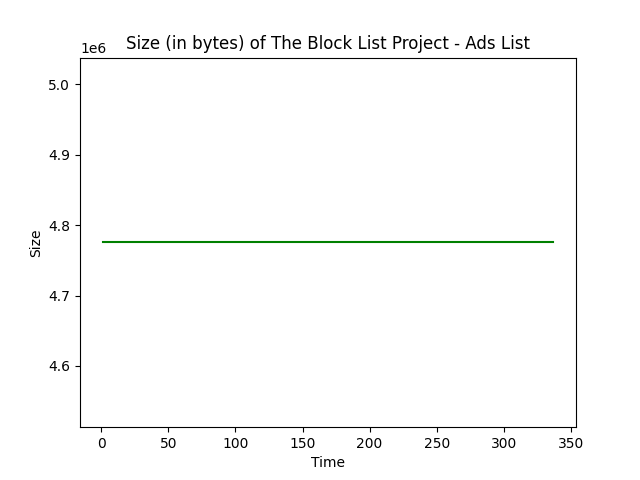 Size (in bytes) of The Block List Project - Ads List
1e6
5.0
4.9
4.8
4.7
4.6
Size
0 50 100 150 200 250 300 350
Time